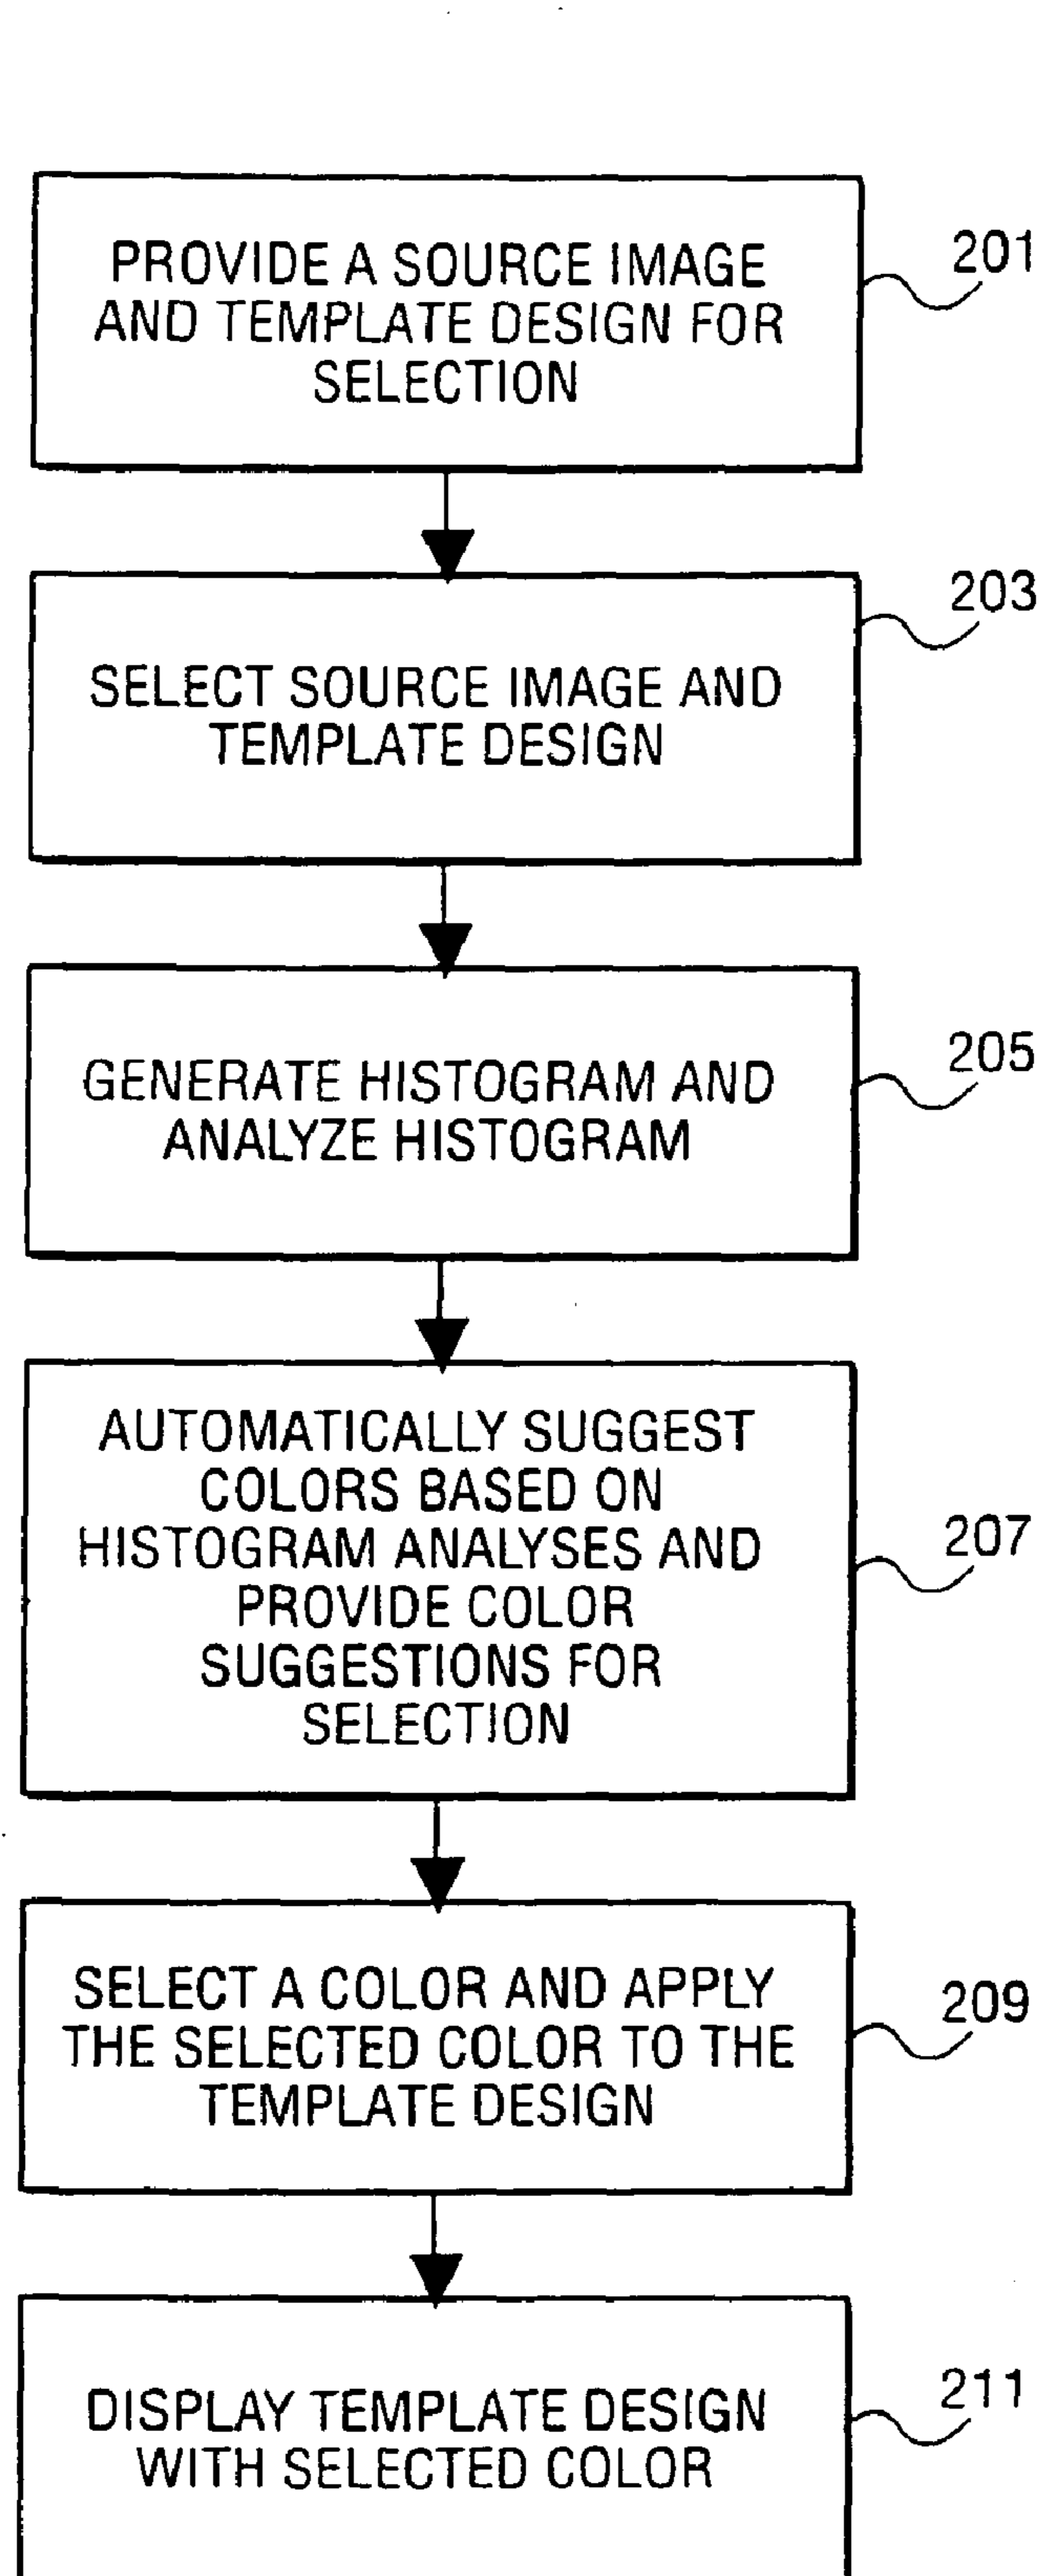 PROVIDE A SOURCE IMAGE
AND TEMPLATE DESIGN FOR
SELECTION
201
SELECT SOURCE IMAGE AND
TEMPLATE DESIGN
203
GENERATE HISTOGRAM AND
ANALYZE HISTOGRAM
205
AUTOMATICALLY SUGGEST
COLORS BASED ON
HISTOGRAM ANALYSES AND
PROVIDE COLOR
SUGGESTIONS FOR
SELECTION
207
SELECT A COLOR AND APPLY
THE SELECTED COLOR TO THE
TEMPLATE DESIGN
209
DISPLAY TEMPLATE DESIGN
WITH SELECTED COLOR
211